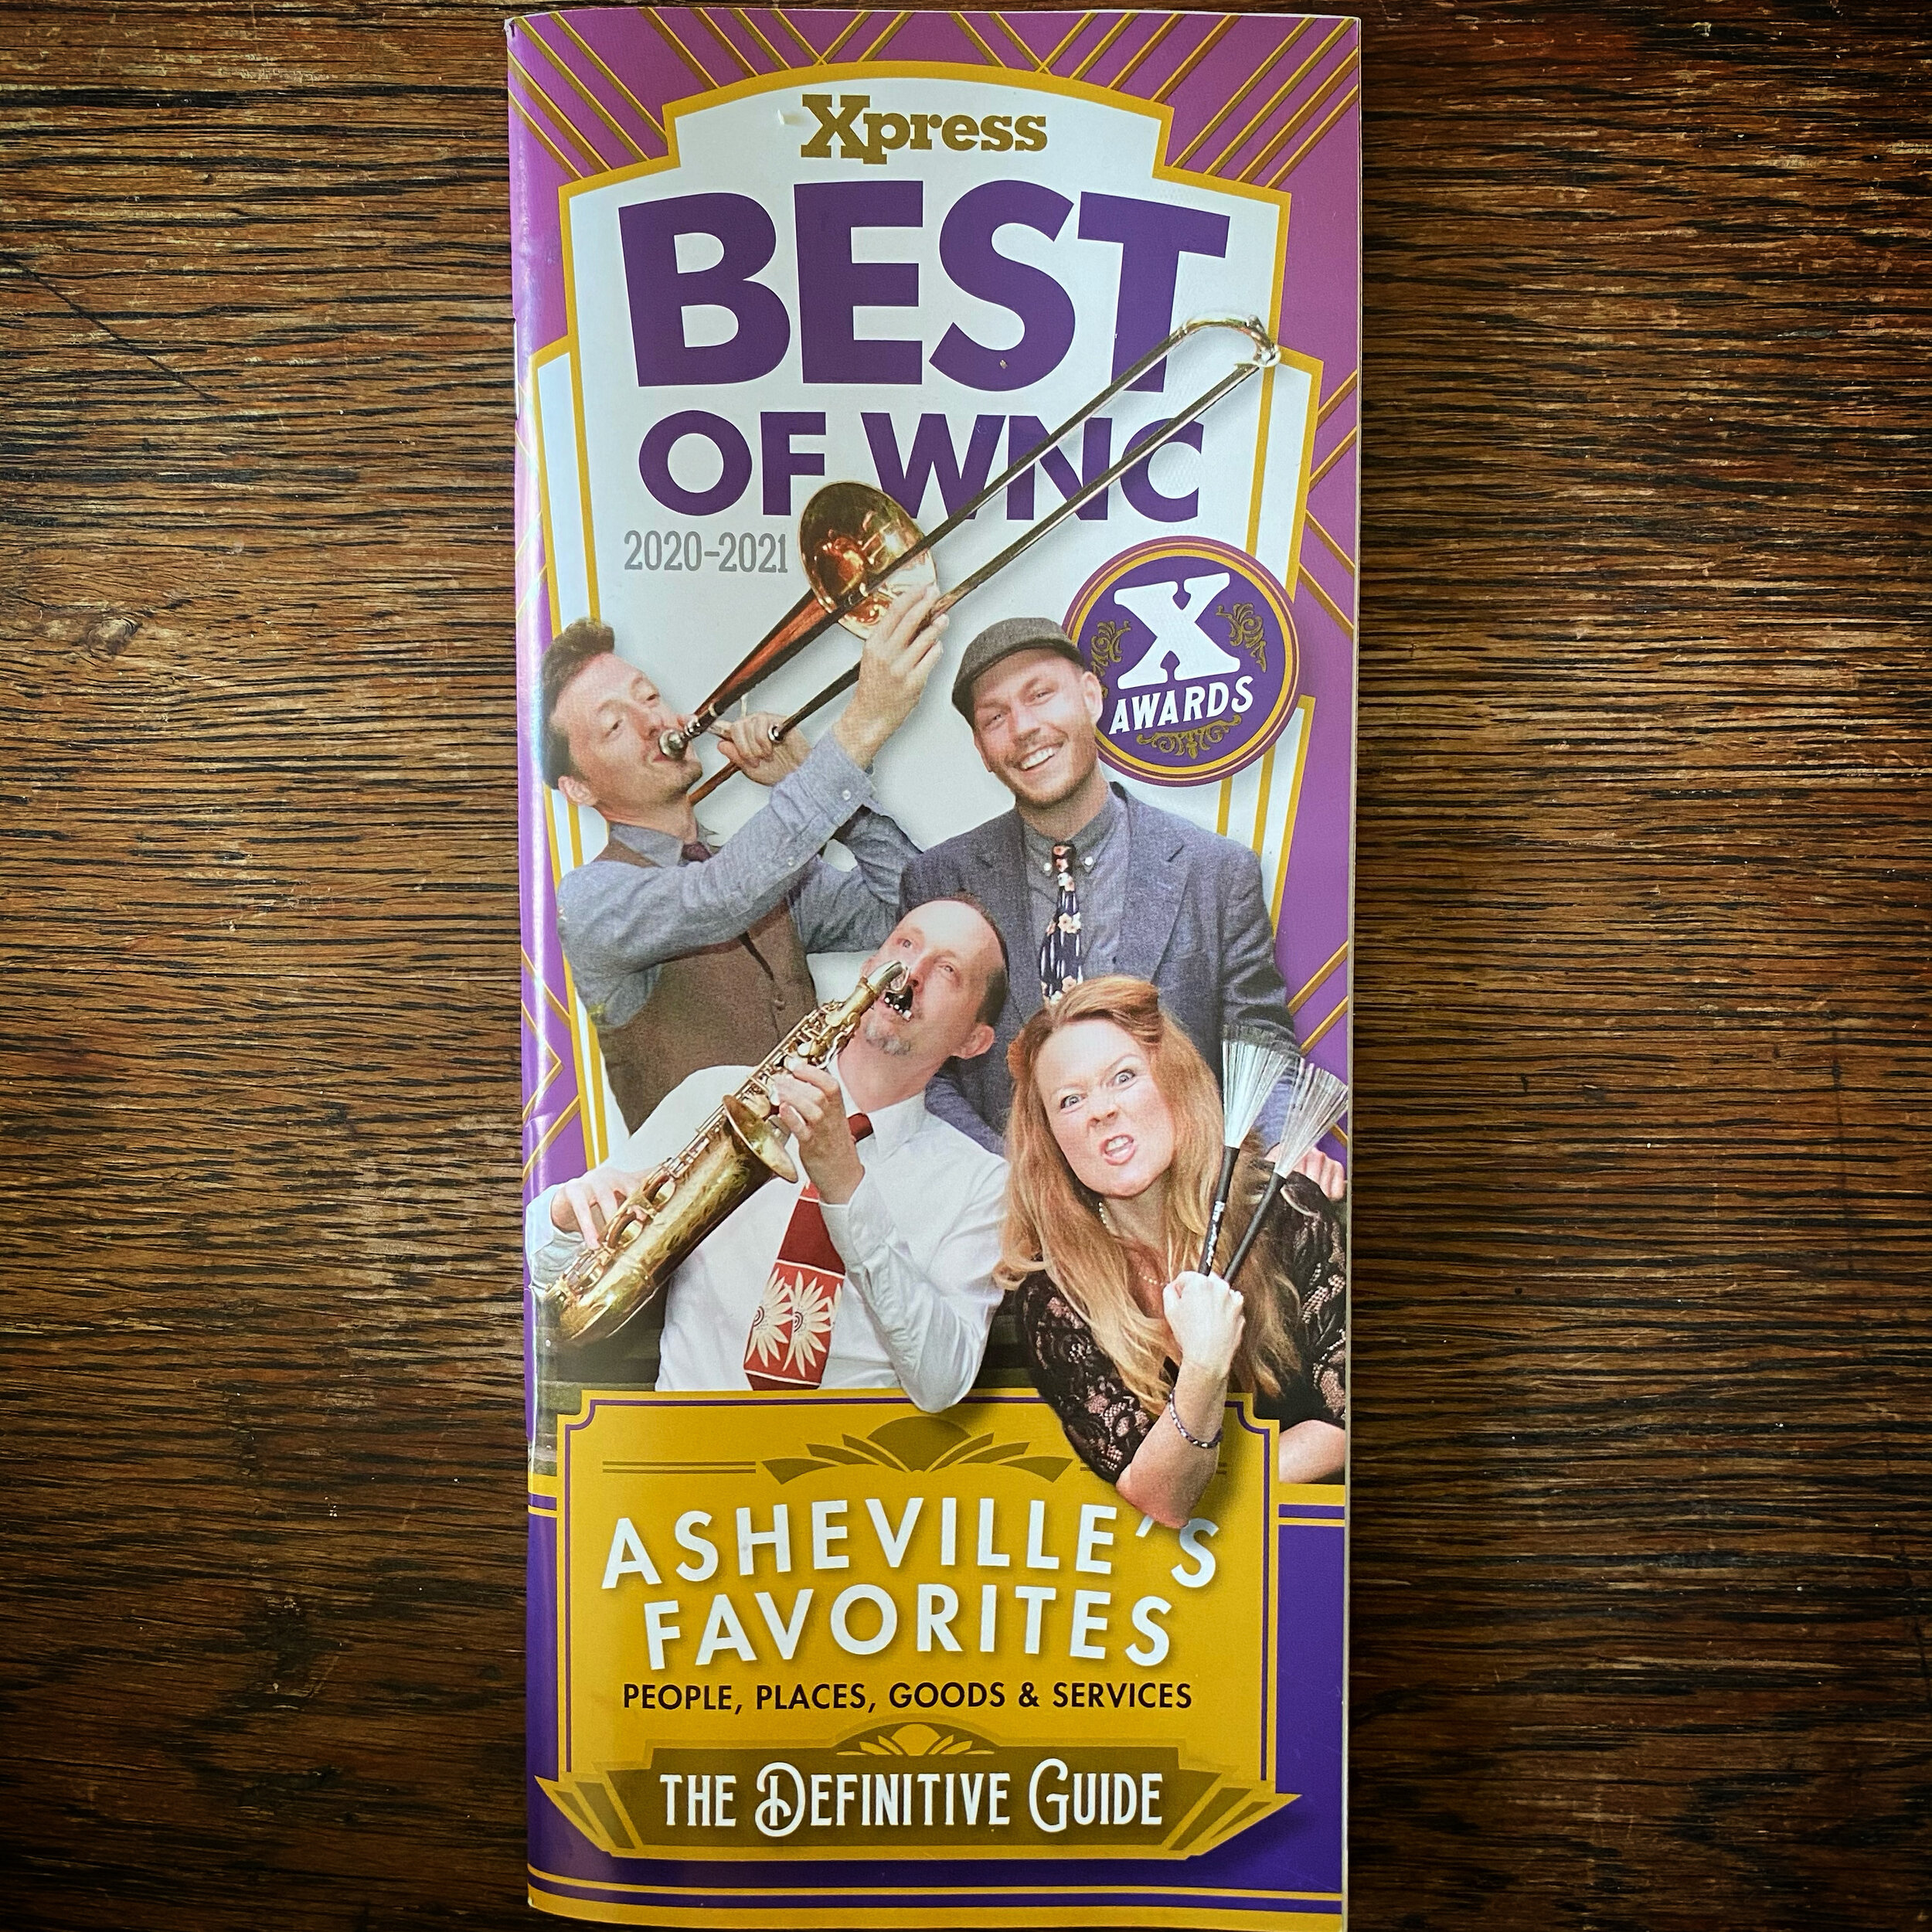 Xpress
BEST
OF WNC
2020-2021
X
AWARDS
ASHEVILLE'S
FAVORITES
PEOPLE, PLACES, GOODS & SERVICES
THE DEFINITIVE GUIDE